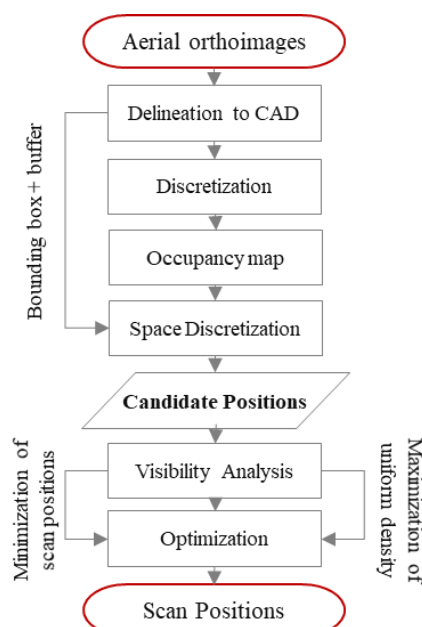 Aerial orthoimages
Delineation to CAD
Bounding box + buffer
Discretization
Occupancy map
Space Discretization
Candidate Positions
Visibility Analysis
Minimization of
scan positions
Maximization of
uniform density
Optimization
Scan Positions